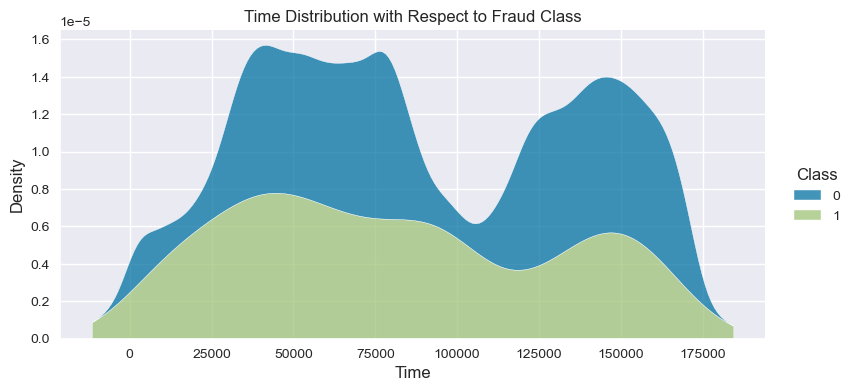 Time Distribution with Respect to Fraud Class
1e−5
1.6
1.4
1.2
1.0
0.8
0.6
0.4
0.2
0.0
Density
0 25000 50000 75000 100000 125000 150000 175000
Time
Class
0
1